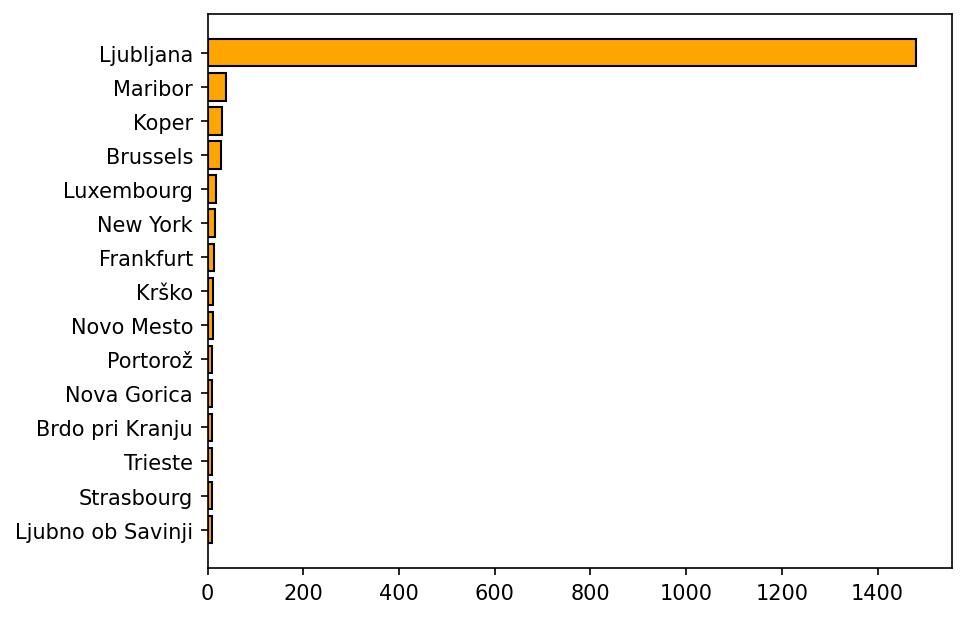 Ljubljana
Maribor
Koper
Brussels
Luxembourg
New York
Frankfurt
Krško
Novo Mesto
Portorož
Nova Gorica
Brdo pri Kranju
Trieste
Strasbourg
Ljubno ob Savinji
0 200 400 600 800 1000 1200 1400